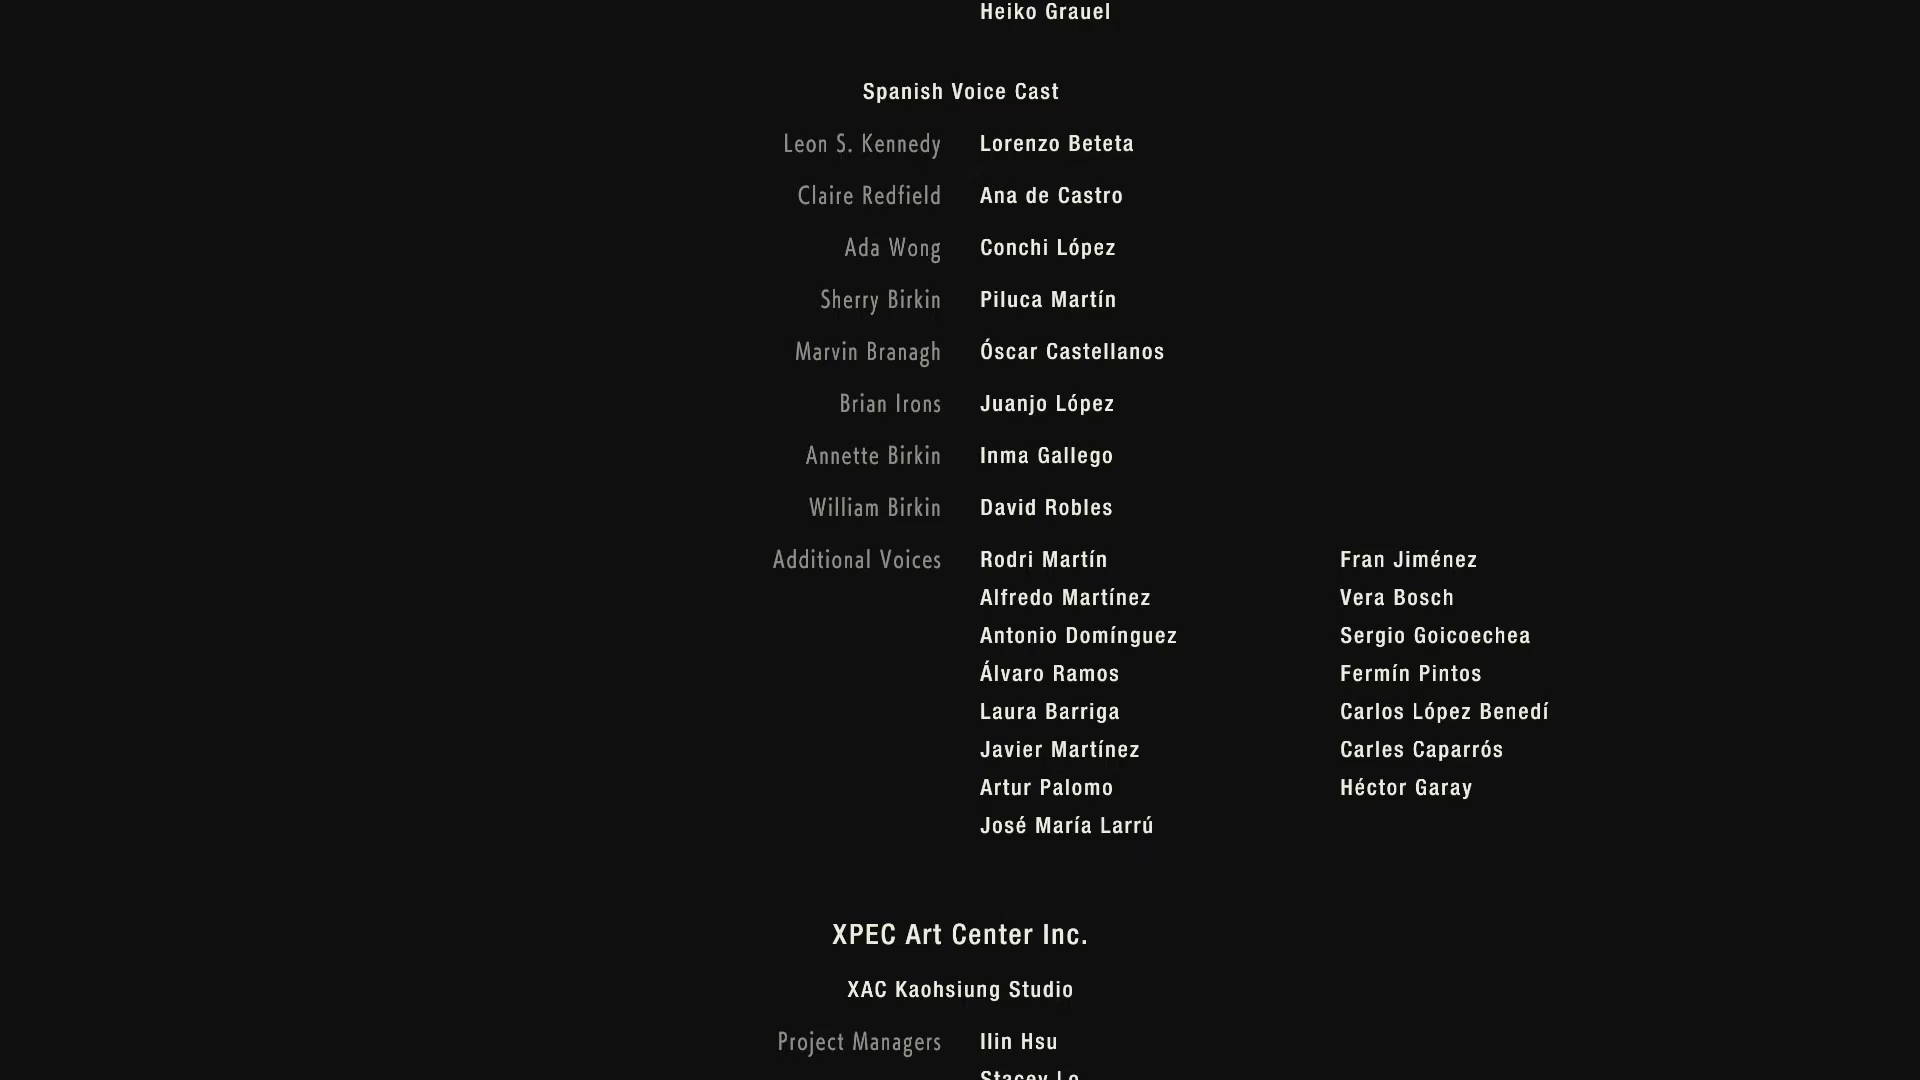 Heiko Grauel
Spanish Voice Cast
Leon S. Kennedy Lorenzo Beteta
Claire Redfield Ana de Castro
Ada Wong Conchi López
Sherry Birkin Piluca Martín
Marvin Branagh Óscar Castellanos
Brian Irons Juanjo López
Annette Birkin Inma Gallego
William Birkin David Robles
Additional Voices Rodri Martín Fran Jiménez
Alfredo Martínez Vera Bosch
Antonio Domínguez Sergio Goicoechea
Álvaro Ramos Fermín Pintos
Laura Barriga Carlos López Benedí
Javier Martínez Carles Caparrós
Artur Palomo Héctor Garay
José María Larrú
XPEC Art Center Inc.
XAC Kaohsiung Studio
Project Managers Ilin Hsu
Stacey Lo